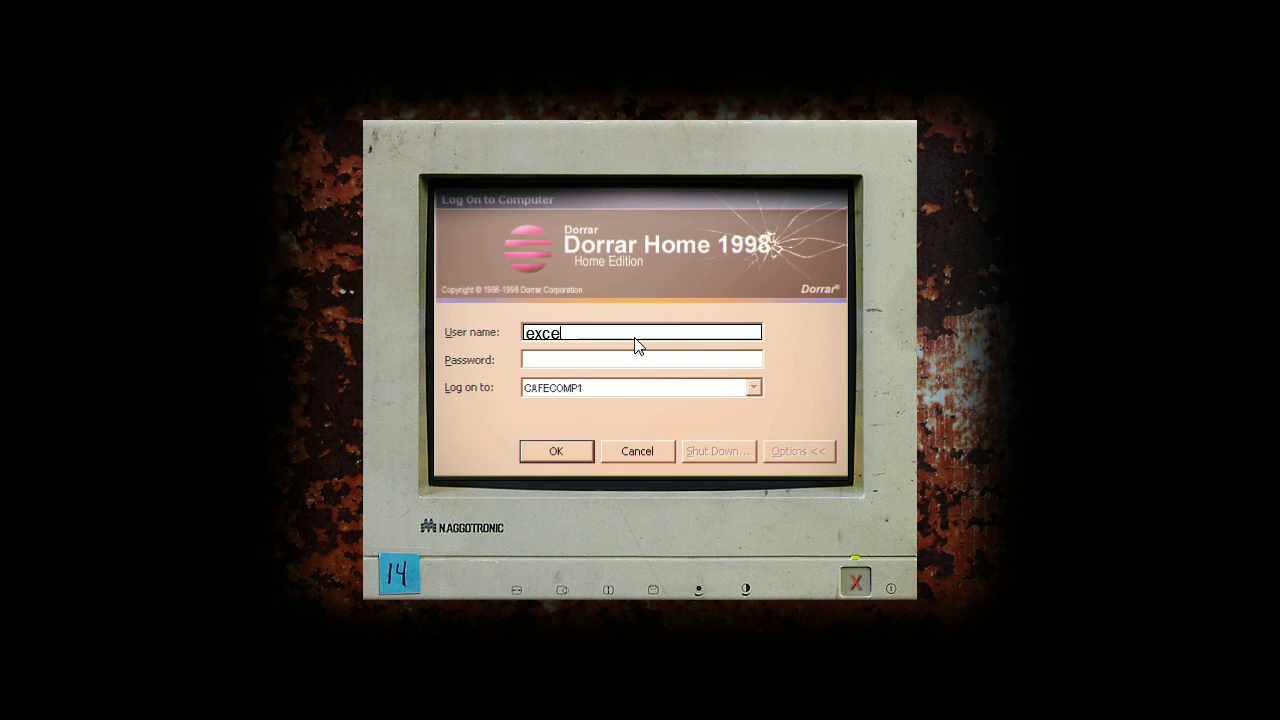 Log On to Computer
Dorrar
Dorrar Home 1998
Home Edition
Copyright © 1986-1998 Dorrar Corporation
Dorrar®
User name: exce
Password:
Log on to: CAFECOMP1
OK Cancel Shut Down... Options <<
NAGGOTRONIC
14
X